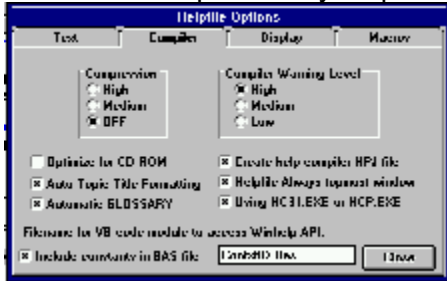 Helpfile Options
Text Compiler Display Macros
Compression
High
Medium
OFF
Compiler Warning Level
High
Medium
Low
Optimize for CD ROM
Auto Topic Title Formatting
Automatic GLOSSARY
Create help compiler HPJ file
Helpfile Always topmost window
Using HC31.EXE or HCP.EXE
Filename for VB code module to access Winhelp API.
Include constants in BAS file